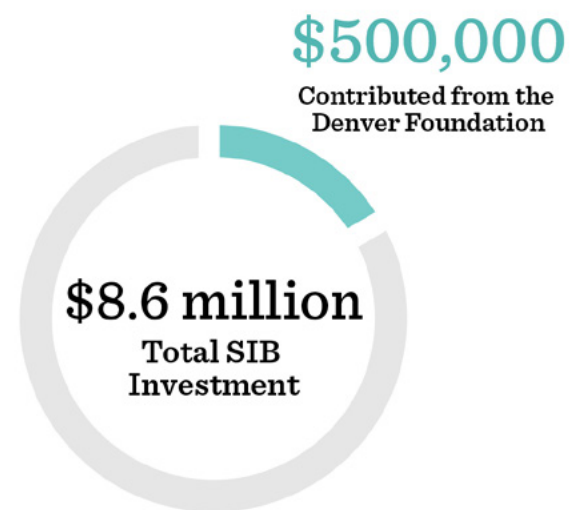 $500,000
Contributed from the
Denver Foundation
$8.6 million
Total SIB
Investment